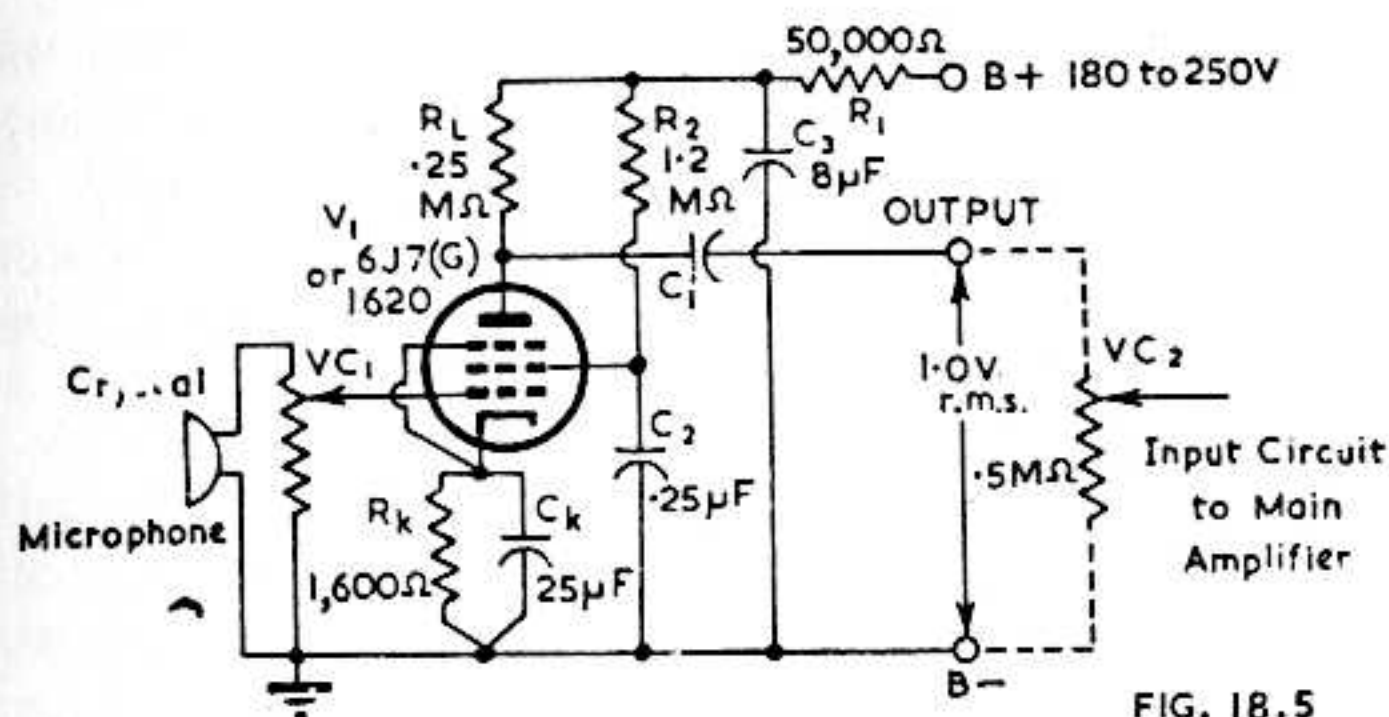 50,000Ω
B+ 180 to 250V
R1
RL
·25
MΩ
R2
1·2
MΩ
C3
8µF
V1
6J7(G)
or 1620
OUTPUT
C1
VC1
1·0V.
r.m.s.
VC2
·5MΩ
Input Circuit
to Main
Amplifier
Microphone
C2
·25µF
Rk
1,600Ω
Ck
25µF
B−
FIG. 18.5